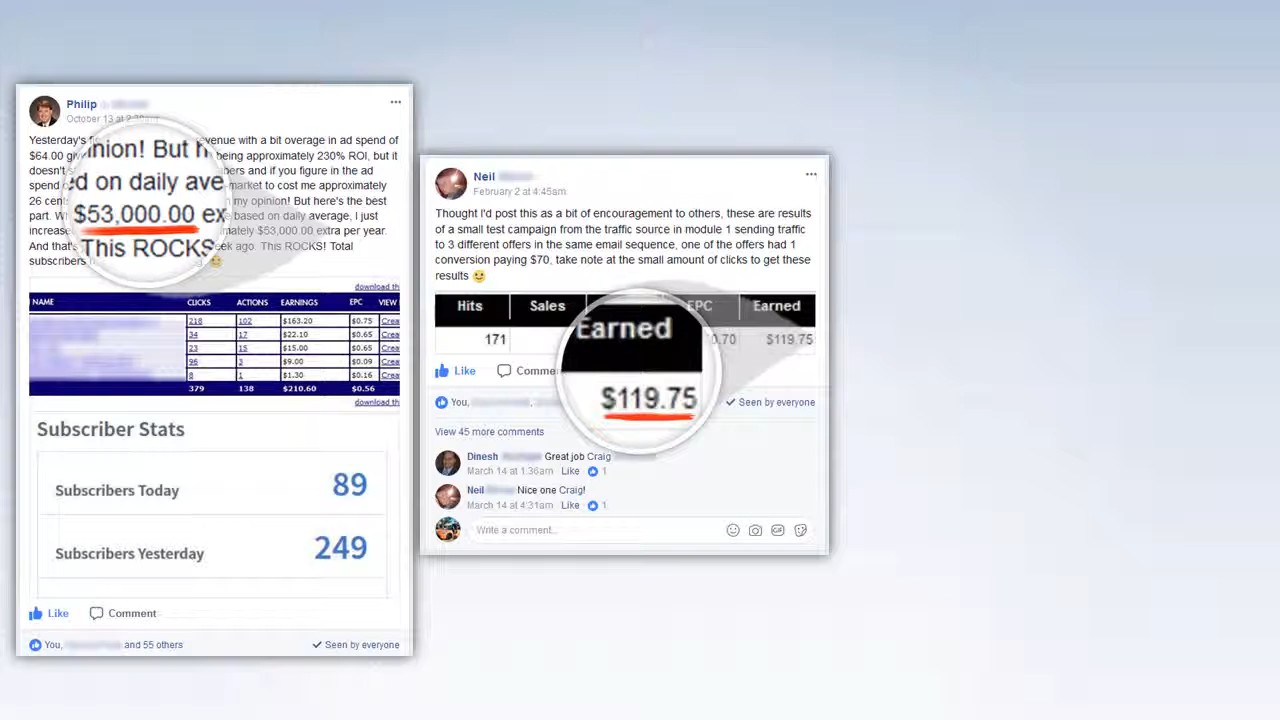 Philip
October 13 at 2
Yesterday's fi evenue with a bit overage in ad spend of
$64.00 giv being approximately 230% ROI, but it
doesn't s hers and if you figure in the ad
spend market to cost me approximately
26 cen my opinion! But here's the best
part. W based on daily average, I just
increase mately $53,000.00 extra per year.
And that's eek ago. This ROCKS! Total
subscribers
inion! But h
ed on daily ave
$53,000.00 ex
This ROCKS
download th
NAME CLICKS ACTIONS EARNINGS EPC VIEW
218 102 $163.20 $0.75 Crea
34 17 $22.10 $0.65 Crea
23 15 $15.00 $0.65 Crea
96 3 $9.00 $0.09 Crea
8 1 $1.30 $0.16 Crea
379 138 $210.60 $0.56
download th
Subscriber Stats
Subscribers Today 89
Subscribers Yesterday 249
Like Comment
You, and 55 others Seen by everyone
Neil
February 2 at 4:45am
Thought I'd post this as a bit of encouragement to others, these are results
of a small test campaign from the traffic source in module 1 sending traffic
to 3 different offers in the same email sequence, one of the offers had 1
conversion paying $70, take note at the small amount of clicks to get these
results 😀
Hits Sales EPC Earned
171 0.70 $119.75
Earned
$119.75
Like Comme
You, Seen by everyone
View 45 more comments
Dinesh Great job Craig
March 14 at 1:36am Like 1
Neil Nice one Craig!
March 14 at 4:31am Like 1
Write a comment...
GIF